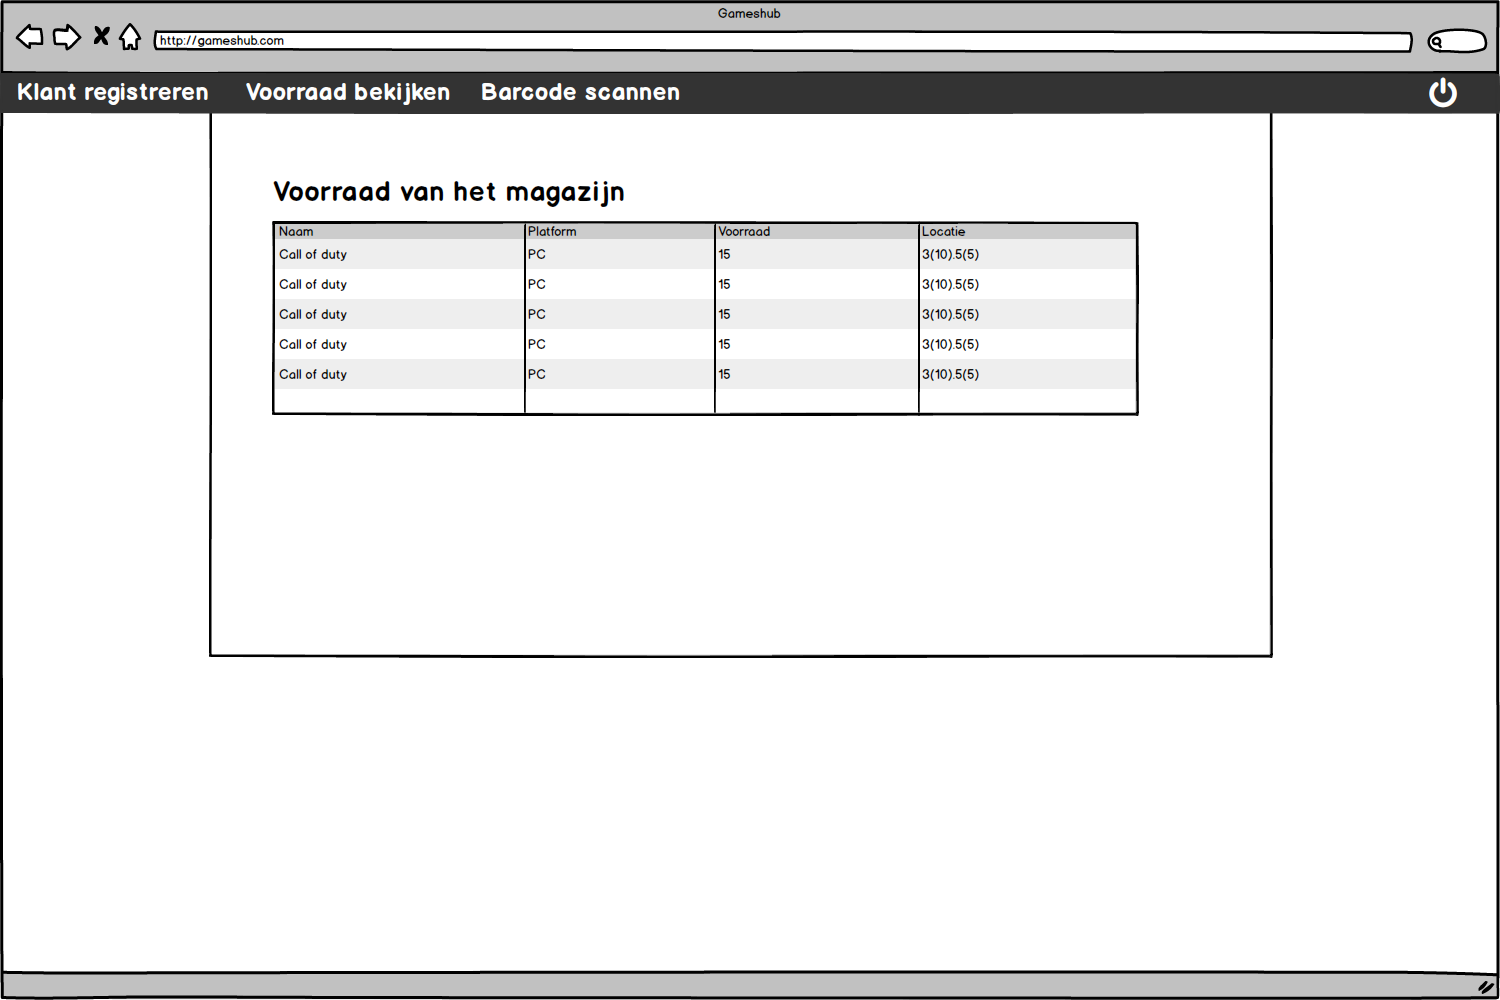 Gameshub
http://gameshub.com
Klant registreren Voorraad bekijken Barcode scannen
Voorraad van het magazijn
Naam Platform Voorraad Locatie
Call of duty PC 15 3(10).5(5)
Call of duty PC 15 3(10).5(5)
Call of duty PC 15 3(10).5(5)
Call of duty PC 15 3(10).5(5)
Call of duty PC 15 3(10).5(5)